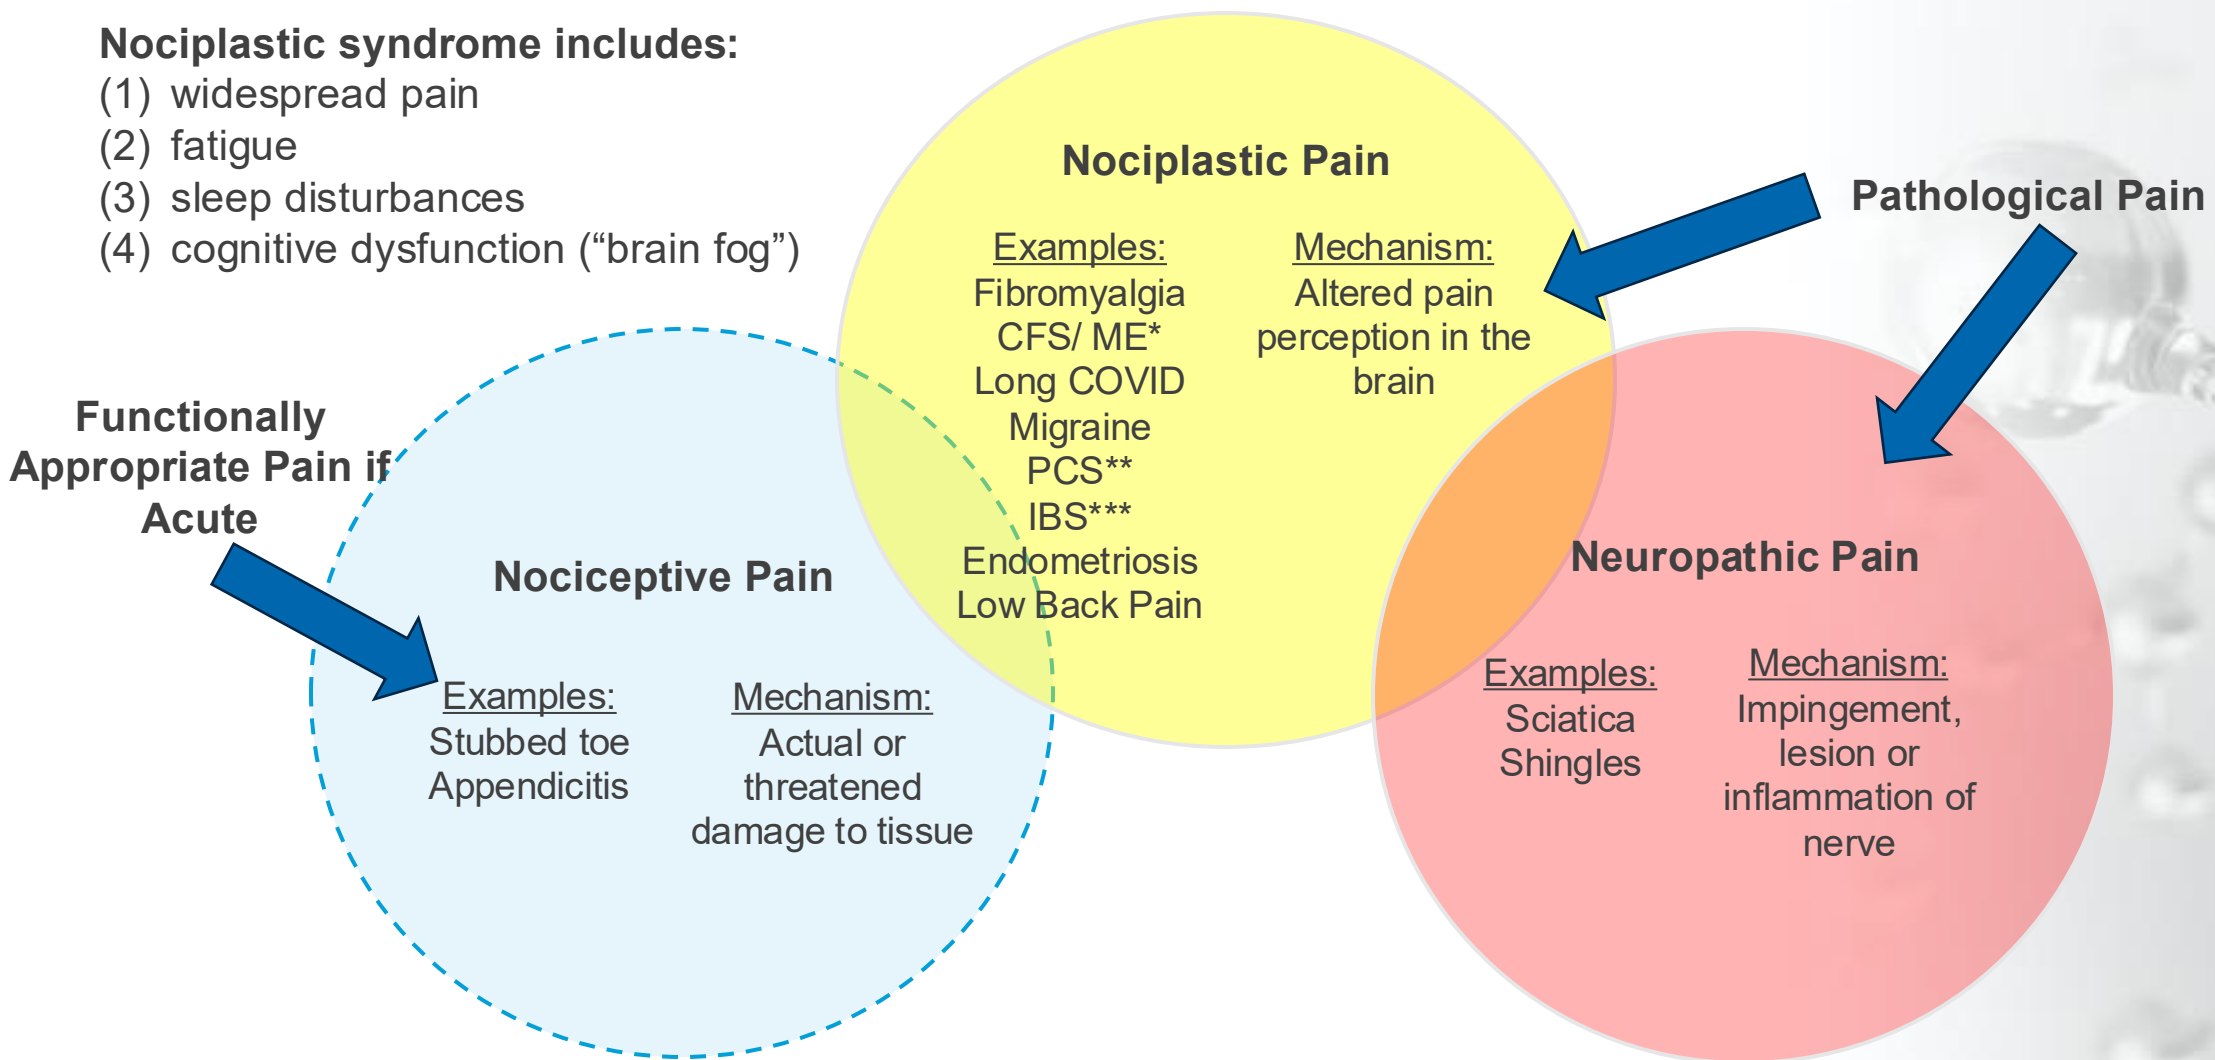 Nociplastic syndrome includes:
(1) widespread pain
(2) fatigue
(3) sleep disturbances
(4) cognitive dysfunction (“brain fog”)
Nociplastic Pain
Examples:
Fibromyalgia
CFS/ ME*
Long COVID
Migraine
PCS**
IBS***
Endometriosis
Low Back Pain
Mechanism:
Altered pain
perception in the
brain
Pathological Pain
Functionally
Appropriate Pain if
Acute
Nociceptive Pain
Examples:
Stubbed toe
Appendicitis
Mechanism:
Actual or
threatened
damage to tissue
Neuropathic Pain
Examples:
Sciatica
Shingles
Mechanism:
Impingement,
lesion or
inflammation of
nerve